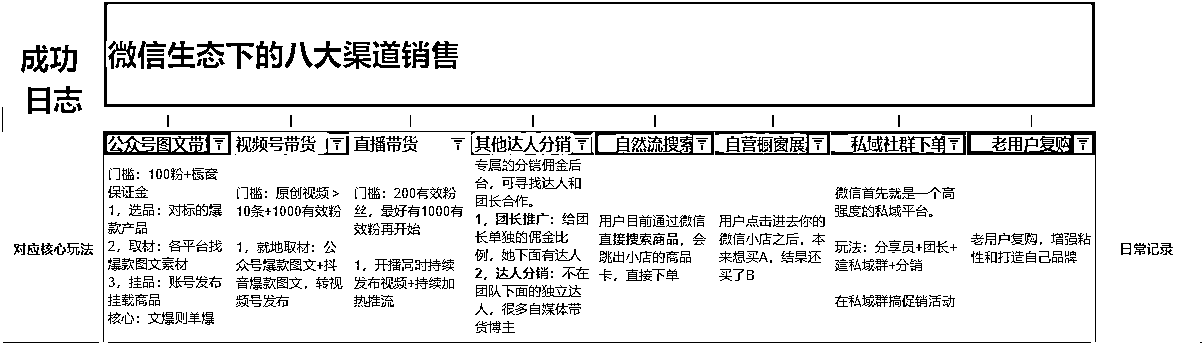 成功
日志
微信生态下的八大渠道销售
公众号图文带
视频号带货
直播带货
其他达人分销
自然流搜索
自营橱窗展
私域社群下单
老用户复购
对应核心玩法
门槛：100粉+橱窗
保证金
1，选品：对标的爆
款产品
2，取材：各平台找
爆款图文素材
3，挂品：账号发布
挂载商品
核心：文爆则单爆
门槛：原创视频>
10条+1000有效粉
1，就地取材：公
众号爆款图文+抖
音爆款图文，转视
频号发布
门槛：200有效粉
丝，最好有1000有
效粉再开始
1，开播同时持续
发布视频+持续加
热推流
专属的分销佣金后
台，可寻找达人和
团长合作。
1，团长推广：给团
长单独的佣金比
例，她下面有达人
2，达人分销：不在
团队下面的独立达
人，很多自媒体带
货博主
用户目前通过微信
直接搜索商品，会
跳出小店的商品
卡，直接下单
用户点击进去你的
微信小店之后，本
来想买A，结果还
买了B
微信首先就是一个高
强度的私域平台。
玩法：分享员+团长+
建私域群+分销
在私域群搞促销活动
老用户复购，增强粘
性和打造自己品牌
日常记录